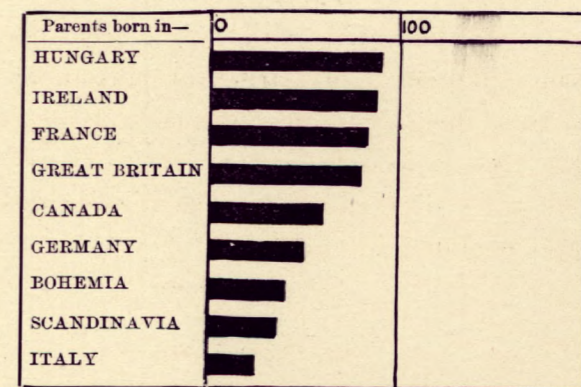 Parents born in— 0 100
HUNGARY
IRELAND
FRANCE
GREAT BRITAIN
CANADA
GERMANY
BOHEMIA
SCANDINAVIA
ITALY